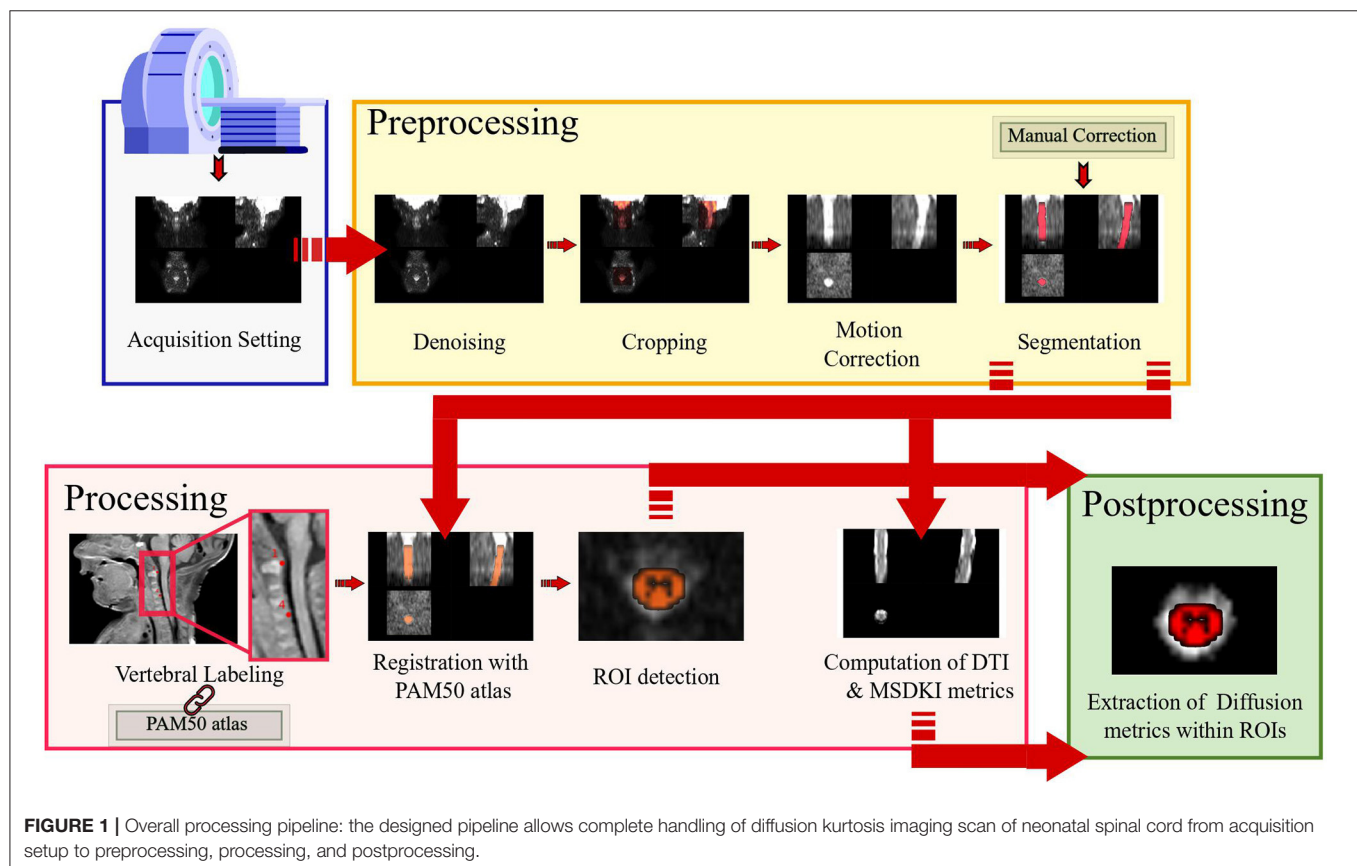 Preprocessing
Manual Correction
Acquisition Setting
Denoising
Cropping
Motion
Correction
Segmentation
Processing
1
4
Vertebral Labeling
PAM50 atlas
Registration with
PAM50 atlas
ROI detection
Computation of DTI
& MSDKI metrics
Postprocessing
Extraction of Diffusion
metrics within ROIs
FIGURE 1 | Overall processing pipeline: the designed pipeline allows complete handling of diffusion kurtosis imaging scan of neonatal spinal cord from acquisition
setup to preprocessing, processing, and postprocessing.